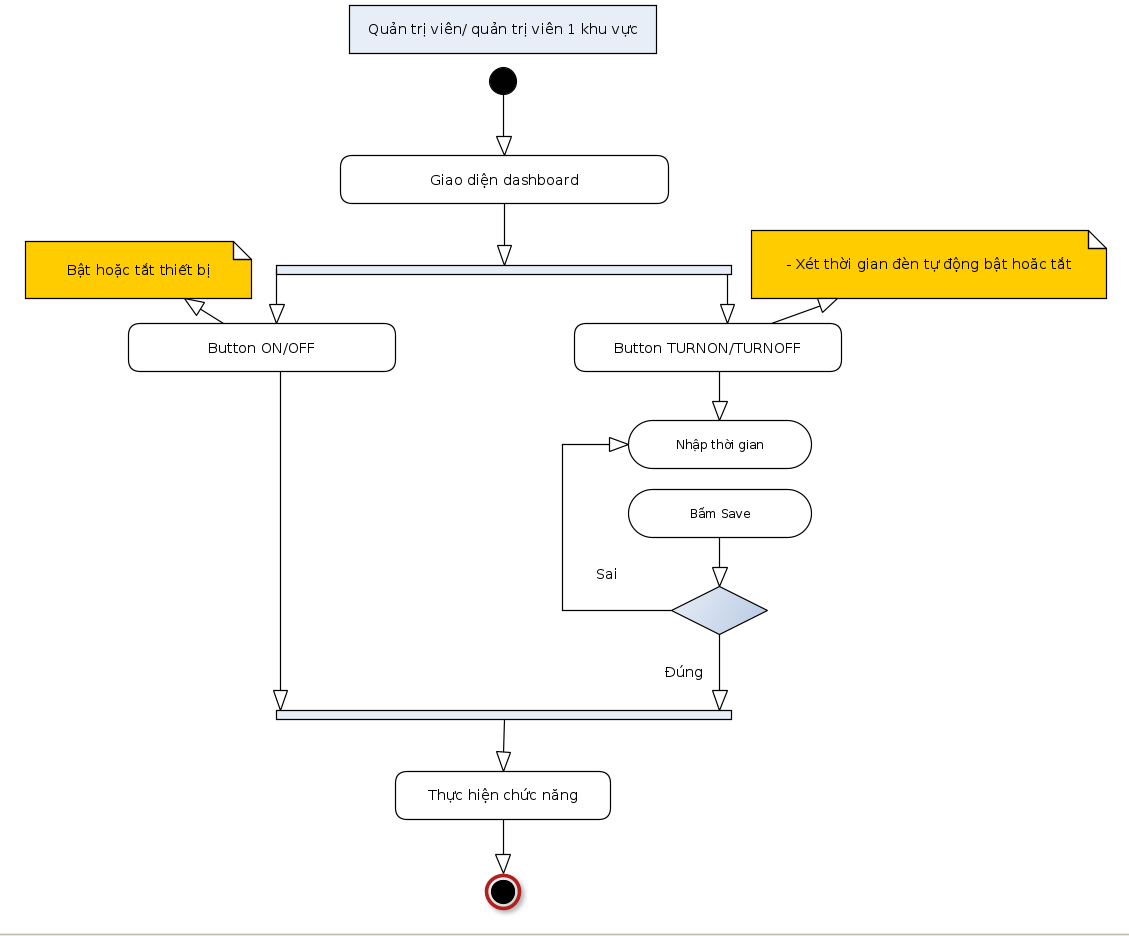 Quản trị viên/ quản trị viên 1 khu vực
Giao diện dashboard
Bật hoặc tắt thiết bị
- Xét thời gian đèn tự động bật hoăc tắt
Button ON/OFF
Button TURNON/TURNOFF
Nhập thời gian
Bấm Save
Sai
Đúng
Thực hiện chức năng